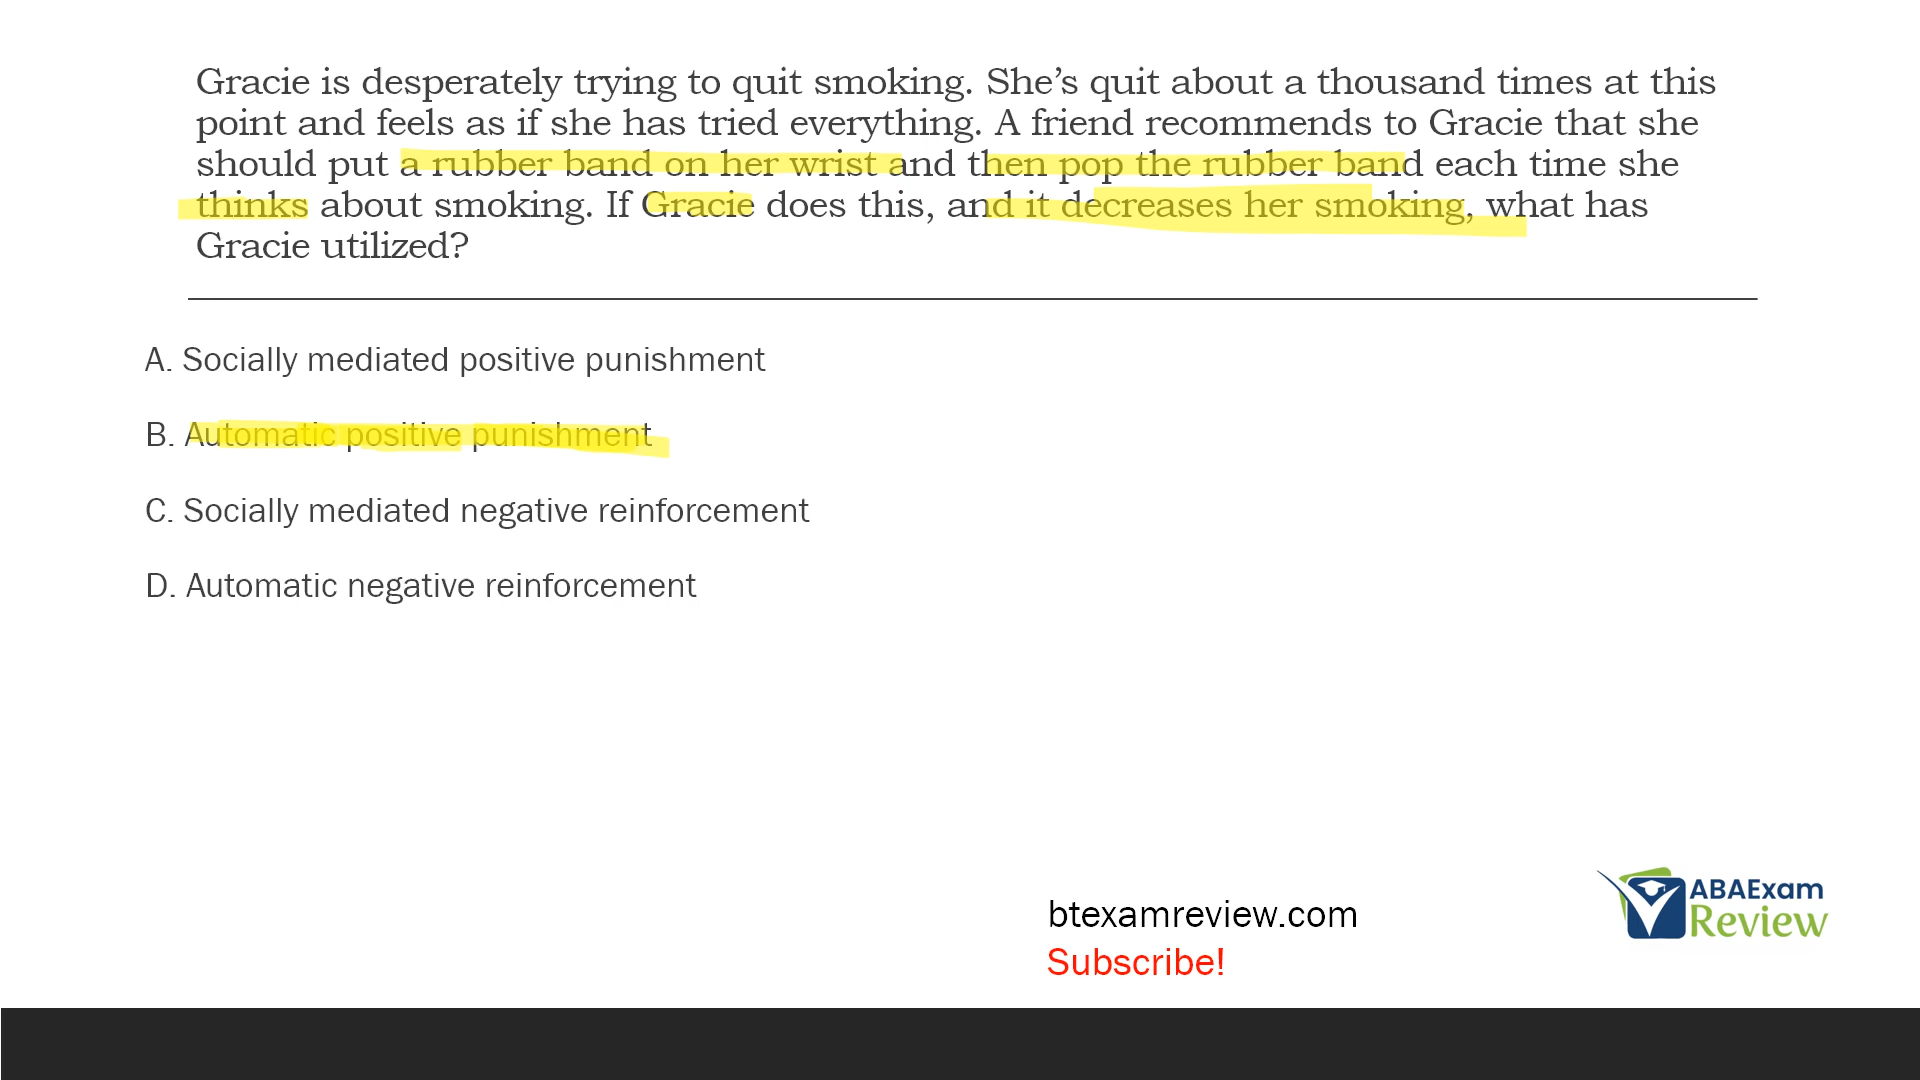 Gracie is desperately trying to quit smoking. She’s quit about a thousand times at this
point and feels as if she has tried everything. A friend recommends to Gracie that she
should put a rubber band on her wrist and then pop the rubber band each time she
thinks about smoking. If Gracie does this, and it decreases her smoking, what has
Gracie utilized?
A. Socially mediated positive punishment
B. Automatic positive punishment
C. Socially mediated negative reinforcement
D. Automatic negative reinforcement
btexamreview.com
Subscribe!
ABAExam
Review